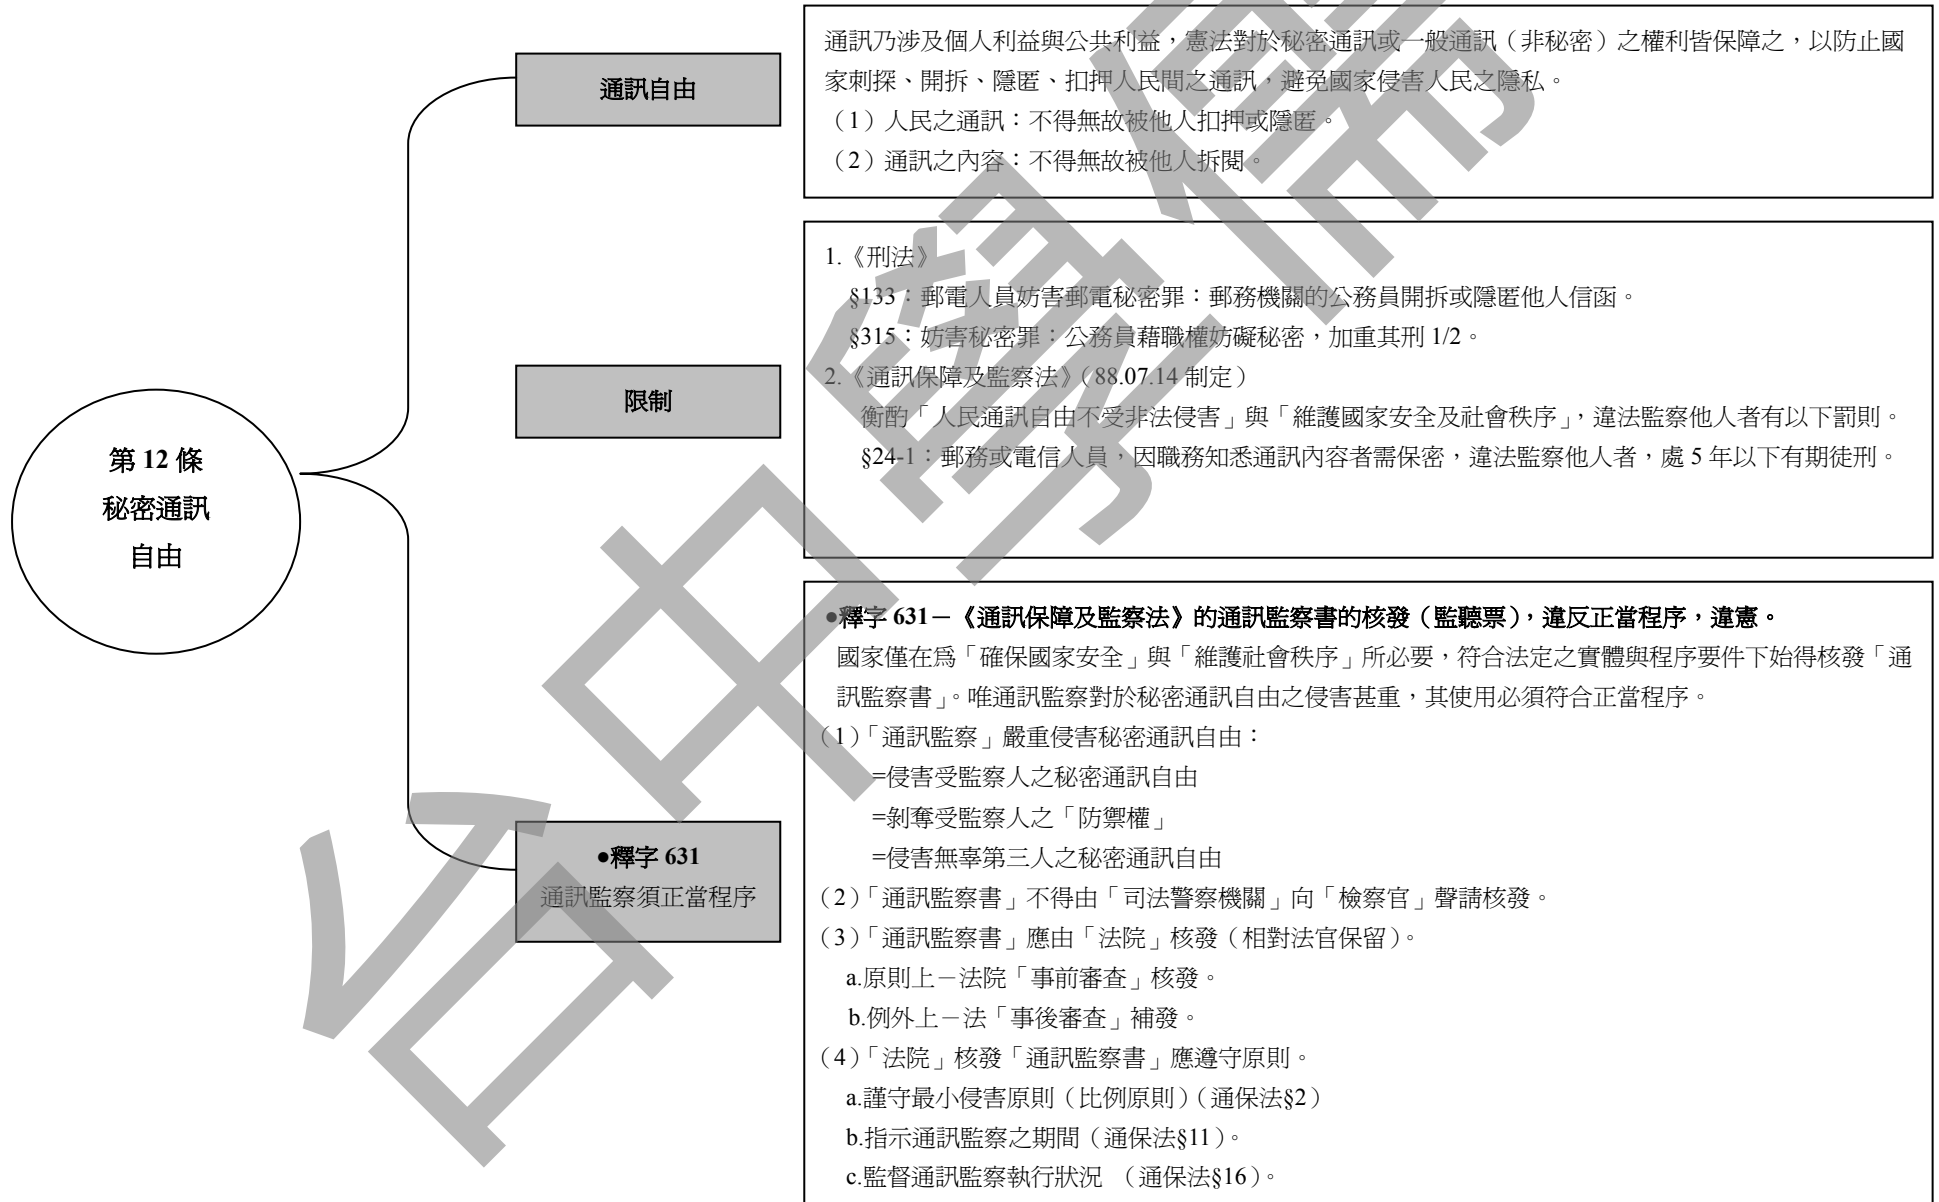 第 12 條
秘密通訊
自由
通訊自由
通訊乃涉及個人利益與公共利益，憲法對於秘密通訊或一般通訊（非秘密）之權利皆保障之，以防止國
家刺探、開拆、隱匿、扣押人民間之通訊，避免國家侵害人民之隱私。
（1）人民之通訊：不得無故被他人扣押或隱匿。
（2）通訊之內容：不得無故被他人拆閱。
限制
1.《刑法》
§133：郵電人員妨害郵電秘密罪：郵務機關的公務員開拆或隱匿他人信函。
§315：妨害秘密罪：公務員藉職權妨礙秘密，加重其刑 1/2。
2.《通訊保障及監察法》（88.07.14 制定）
衡酌「人民通訊自由不受非法侵害」與「維護國家安全及社會秩序」，違法監察他人者有以下罰則。
§24-1：郵務或電信人員，因職務知悉通訊內容者需保密，違法監察他人者，處 5 年以下有期徒刑。
●釋字 631
通訊監察須正當程序
●釋字 631－《通訊保障及監察法》的通訊監察書的核發（監聽票），違反正當程序，違憲。
國家僅在為「確保國家安全」與「維護社會秩序」所必要，符合法定之實體與程序要件下始得核發「通
訊監察書」。唯通訊監察對於秘密通訊自由之侵害甚重，其使用必須符合正當程序。
（1）「通訊監察」嚴重侵害秘密通訊自由：
=侵害受監察人之秘密通訊自由
=剝奪受監察人之「防禦權」
=侵害無辜第三人之秘密通訊自由
（2）「通訊監察書」不得由「司法警察機關」向「檢察官」聲請核發。
（3）「通訊監察書」應由「法院」核發（相對法官保留）。
a.原則上－法院「事前審查」核發。
b.例外上－法「事後審查」補發。
（4）「法院」核發「通訊監察書」應遵守原則。
a.謹守最小侵害原則（比例原則）（通保法§2）
b.指示通訊監察之期間（通保法§11）。
c.監督通訊監察執行狀況 （通保法§16）。
台中學儒